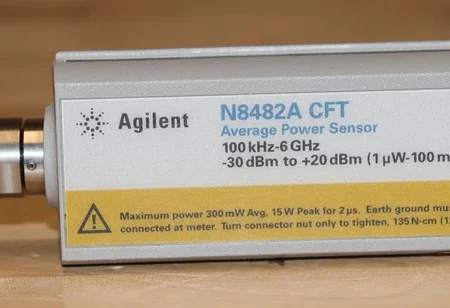 Agilent
N8482A CFT
Average Power Sensor
100 kHz-6 GHz
-30 dBm to +20 dBm (1 µW-100 m
Maximum power 300 mW Avg, 15 W Peak for 2 µs. Earth ground mu
connected at meter. Turn connector nut only to tighten, 135 N-cm (1